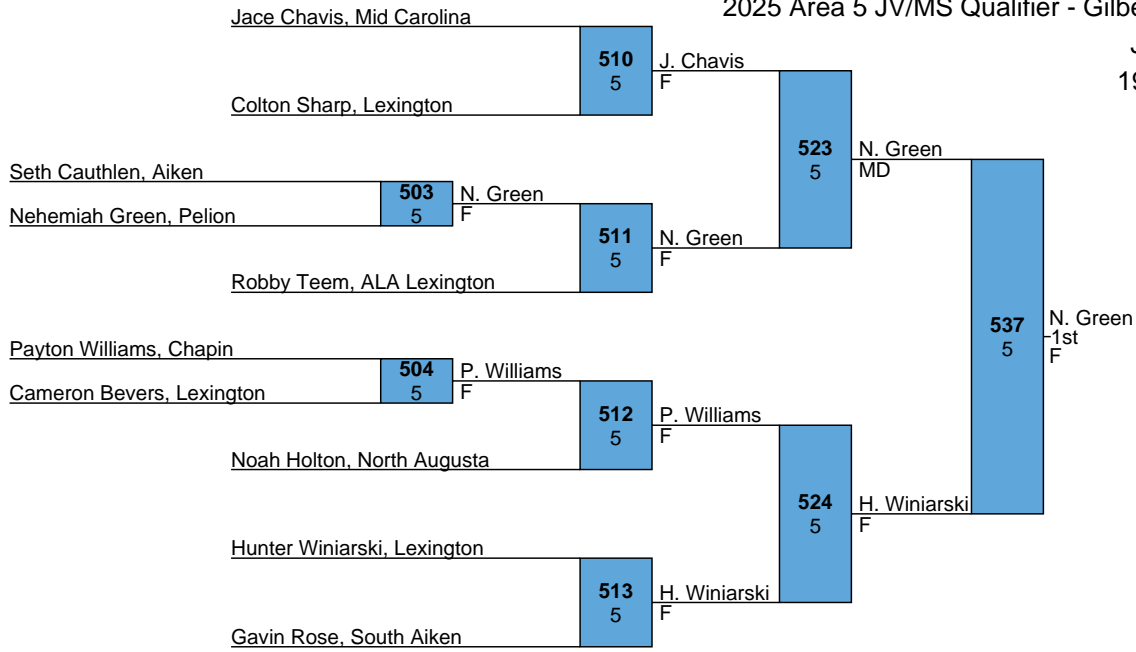 2025 Area 5 JV/MS Qualifier - Gilbe
19
Jace Chavis, Mid Carolina
510
5
J. Chavis
F
Colton Sharp, Lexington
523
5
N. Green
MD
Seth Cauthlen, Aiken
503
5
N. Green
F
Nehemiah Green, Pelion
511
5
N. Green
F
Robby Teem, ALA Lexington
537
5
N. Green
1st
F
Payton Williams, Chapin
504
5
P. Williams
F
Cameron Bevers, Lexington
512
5
P. Williams
F
Noah Holton, North Augusta
524
5
H. Winiarski
F
Hunter Winiarski, Lexington
513
5
H. Winiarski
F
Gavin Rose, South Aiken